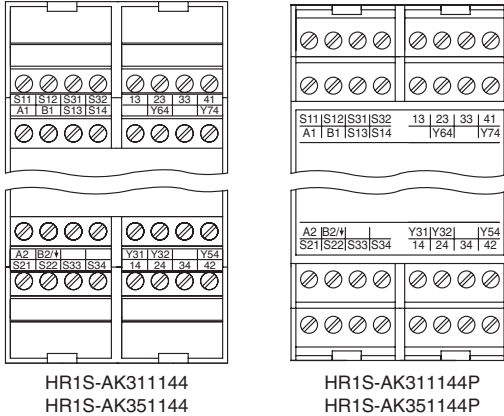 S11 S12 S31 S32 13 23 33 41
A1 B1 S13 S14 Y64 Y74
A2 B2/⏚ Y31 Y32 Y54
S21 S22 S33 S34 14 24 34 42
HR1S-AK311144
HR1S-AK351144
S11 S12 S31 S32 13 23 33 41
A1 B1 S13 S14 Y64 Y74
A2 B2/⏚ Y31 Y32 Y54
S21 S22 S33 S34 14 24 34 42
HR1S-AK311144P
HR1S-AK351144P